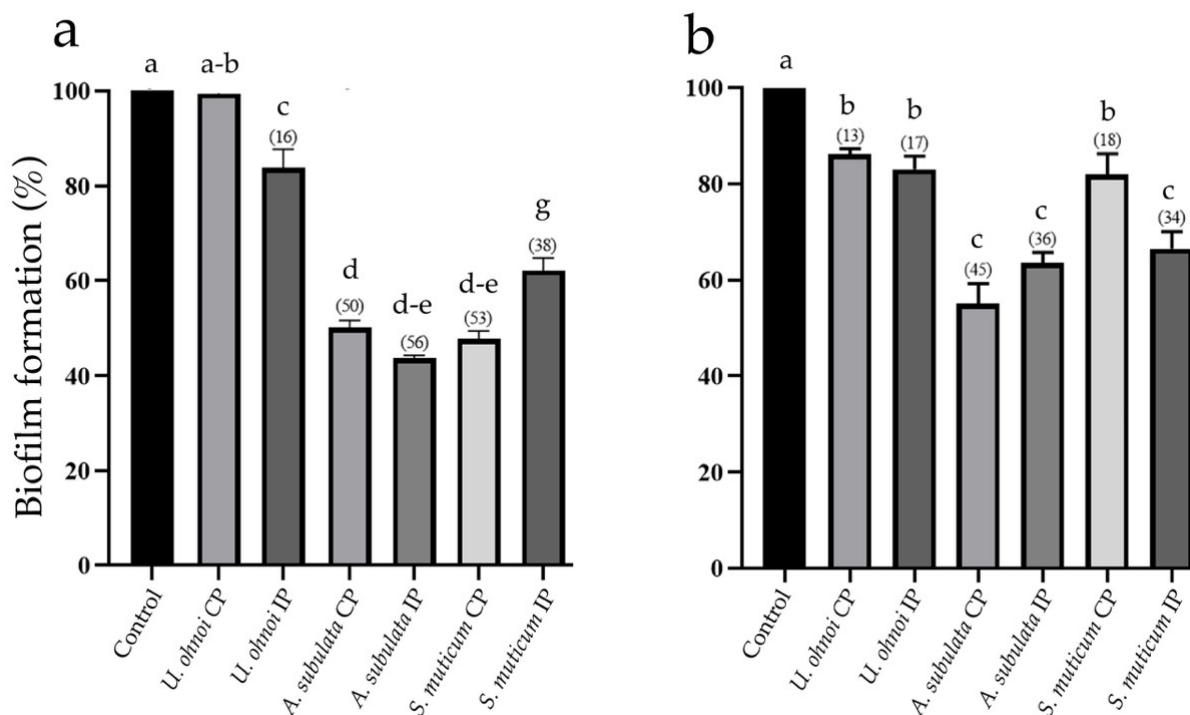 a
Biofilm formation (%)
100
80
60
40
20
0
a
a-b
c
(16)
d
(50)
d-e
(56)
d-e
(53)
g
(38)
Control
U. ohnoi CP
U. ohnoi IP
A. subulata CP
A. subulata IP
S. muticum CP
S. muticum IP
b
100
80
60
40
20
0
a
b
(13)
b
(17)
c
(45)
c
(36)
b
(18)
c
(34)
Control
U. ohnoi CP
U. ohnoi IP
A. subulata CP
A. subulata IP
S. muticum CP
S. muticum IP